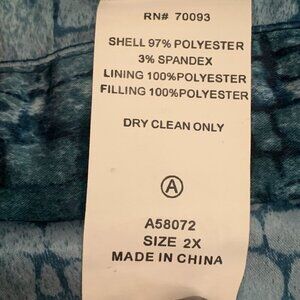 RN# 70093
SHELL 97% POLYESTER
3% SPANDEX
LINING 100%POLYESTER
FILLING 100%POLYESTER
DRY CLEAN ONLY
A
A58072
SIZE 2X
MADE IN CHINA